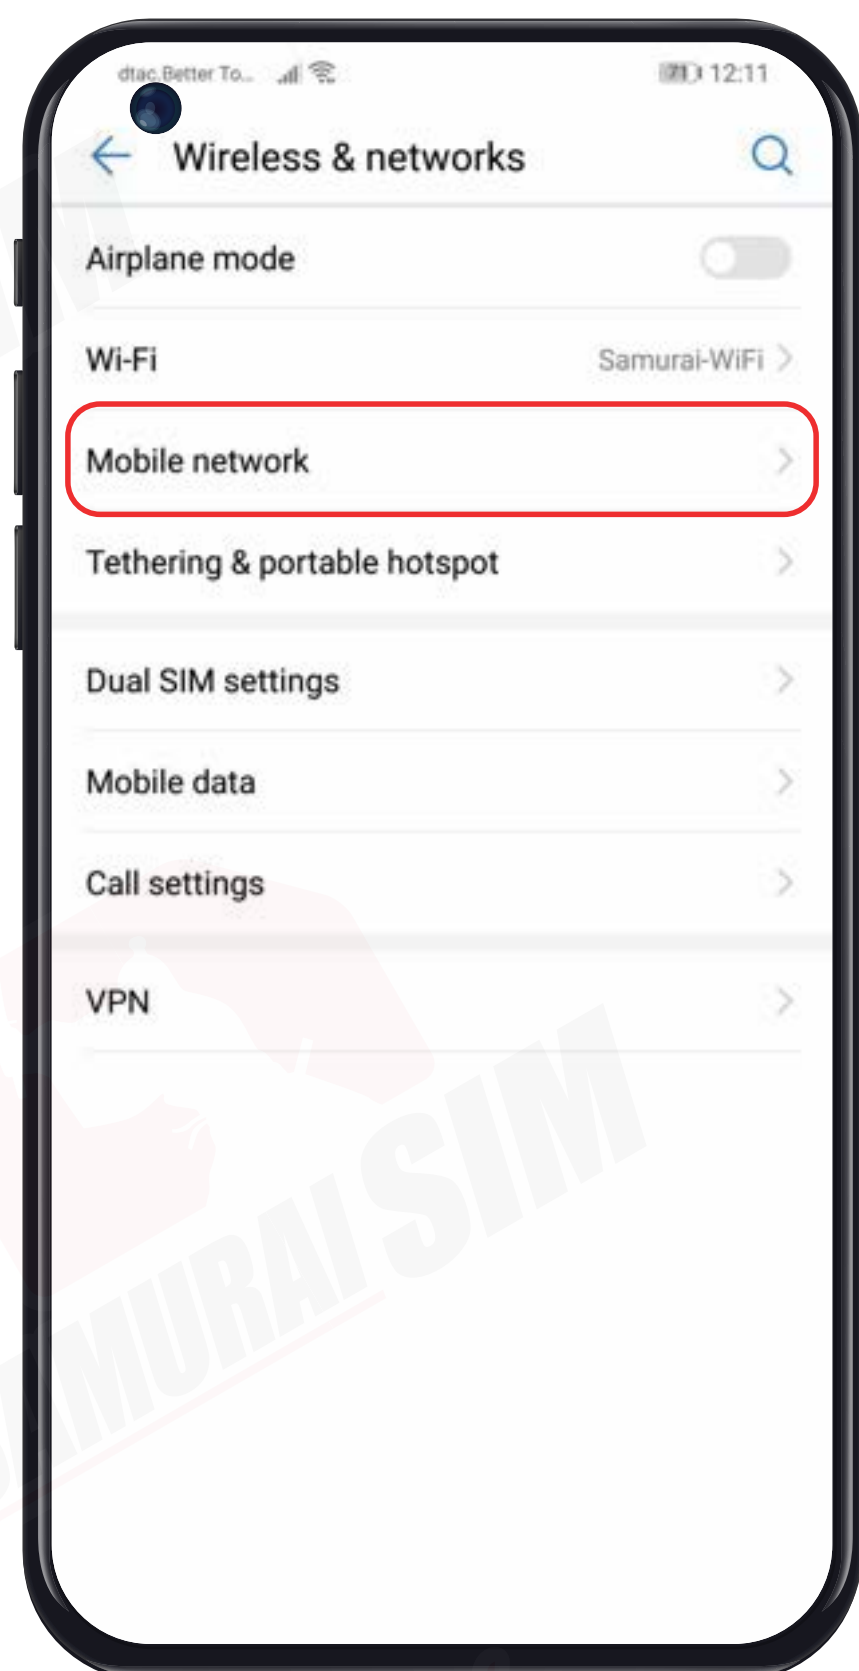 dtac,Better To...
71 12:11
Wireless & networks
Airplane mode
Wi-Fi
Samurai-WiFi
Mobile network
Tethering & portable hotspot
Dual SIM settings
Mobile data
Call settings
VPN
SAMURAI SIM